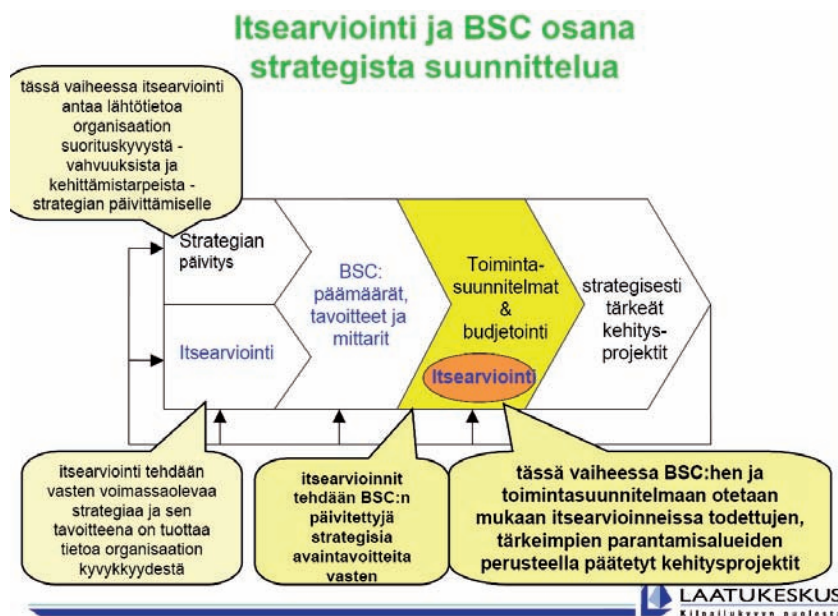 Itsearviointi ja BSC osana
strategista suunnittelua
tässä vaiheessa itsearviointi
antaa lähtötietoa
organisaation
suorituskyvystä -
vahvuuksista ja
kehittämistarpeista -
strategian päivittämiselle
Strategian
päivitys
Itsearviointi
BSC:
päämäärät,
tavoitteet ja
mittarit
Toiminta-
suunnitelmat
&
budjetointi
Itsearviointi
strategisesti
tärkeät
kehitys-
projektit
itsearviointi tehdään
vasten voimassaolevaa
strategiaa ja sen
tavoitteena on tuottaa
tietoa organisaation
kyvykkyydestä
itsearvioinnit
tehdään BSC:n
päivitettyjä
strategisia
avaintavoitteita
vasten
tässä vaiheessa BSC:hen ja
toimintasuunnitelmaan otetaan
mukaan itsearvioinneissa todettujen,
tärkeimpien parantamisalueiden
perusteella päätetyt kehitysprojektit
LAATUKESKUS
Kilpailukyvyn puolesta